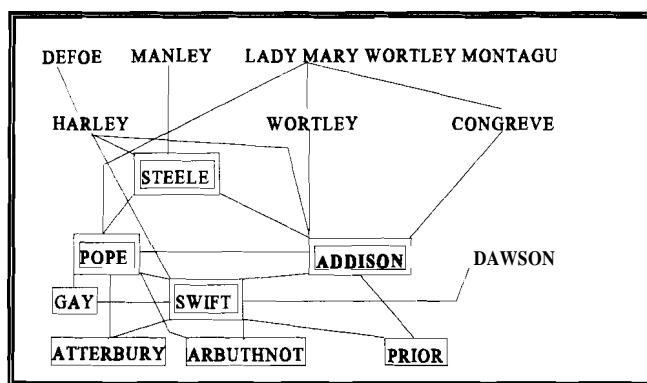 DEFOE MANLEY LADY MARY WORTLEY MONTAGU
HARLEY WORTLEY CONGREVE
STEELE
POPE ADDISON DAWSON
GAY SWIFT
ATTERBURY ARBUTHNOT PRIOR